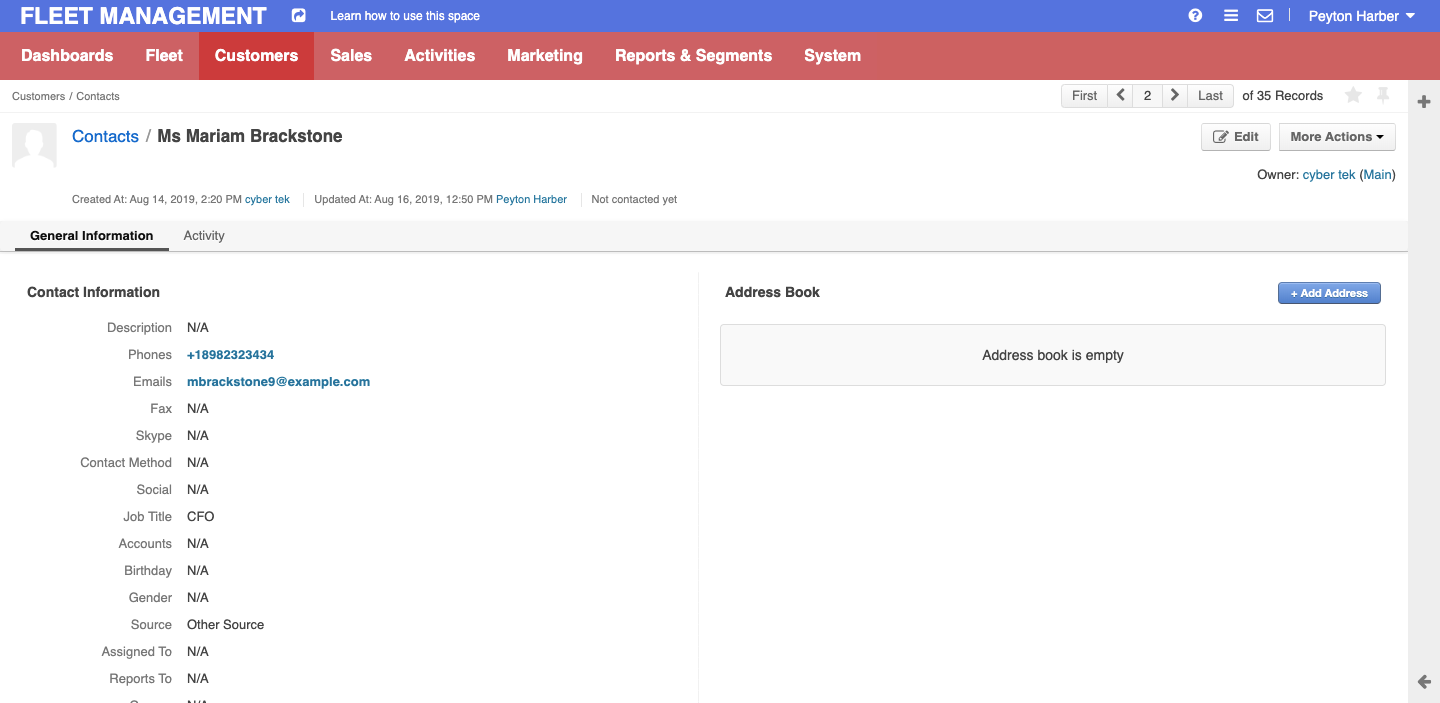 FLEET MANAGEMENT Learn how to use this space Peyton Harber
Dashboards Fleet Customers Sales Activities Marketing Reports & Segments System
Customers / Contacts First 2 Last of 35 Records
Contacts / Ms Mariam Brackstone Edit More Actions
Owner: cyber tek (Main)
Created At: Aug 14, 2019, 2:20 PM cyber tek Updated At: Aug 16, 2019, 12:50 PM Peyton Harber Not contacted yet
General Information Activity
Contact Information
Description N/A
Phones +18982323434
Emails mbrackstone9@example.com
Fax N/A
Skype N/A
Contact Method N/A
Social N/A
Job Title CFO
Accounts N/A
Birthday N/A
Gender N/A
Source Other Source
Assigned To N/A
Reports To N/A
N/A
Address Book + Add Address
Address book is empty